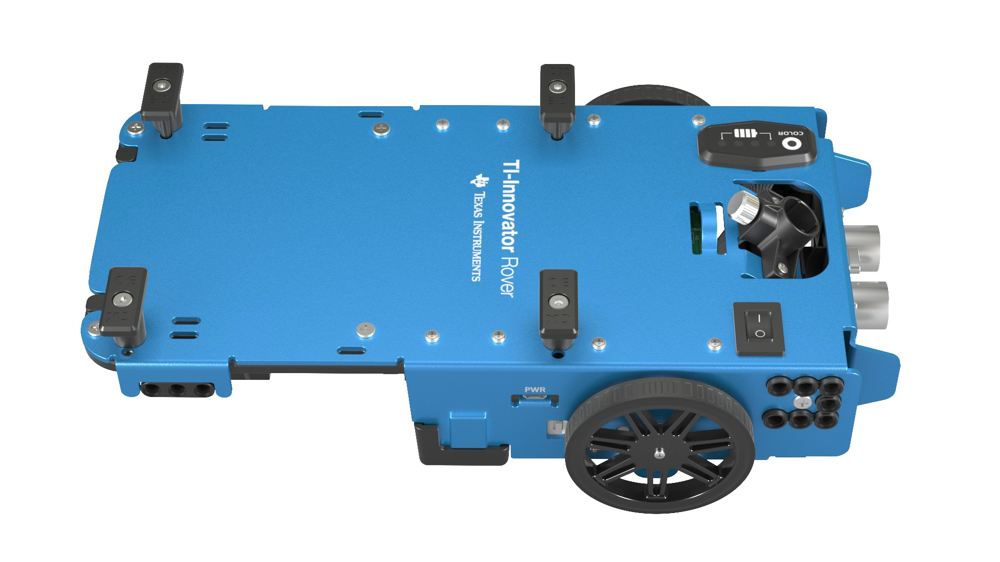 TI-Innovator Rover
TEXAS INSTRUMENTS
COLOR
PWR